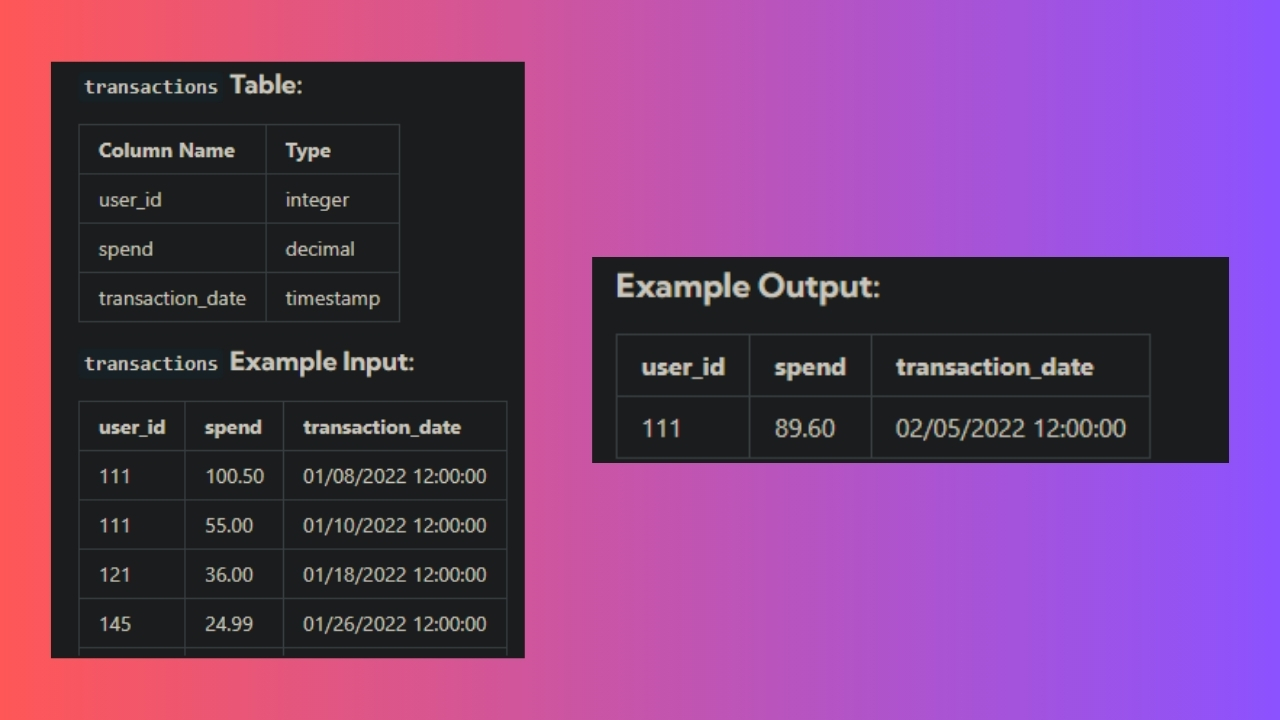 transactions Table:
Column Name Type
user_id integer
spend decimal
transaction_date timestamp
transactions Example Input:
user_id spend transaction_date
111 100.50 01/08/2022 12:00:00
111 55.00 01/10/2022 12:00:00
121 36.00 01/18/2022 12:00:00
145 24.99 01/26/2022 12:00:00
Example Output:
user_id spend transaction_date
111 89.60 02/05/2022 12:00:00